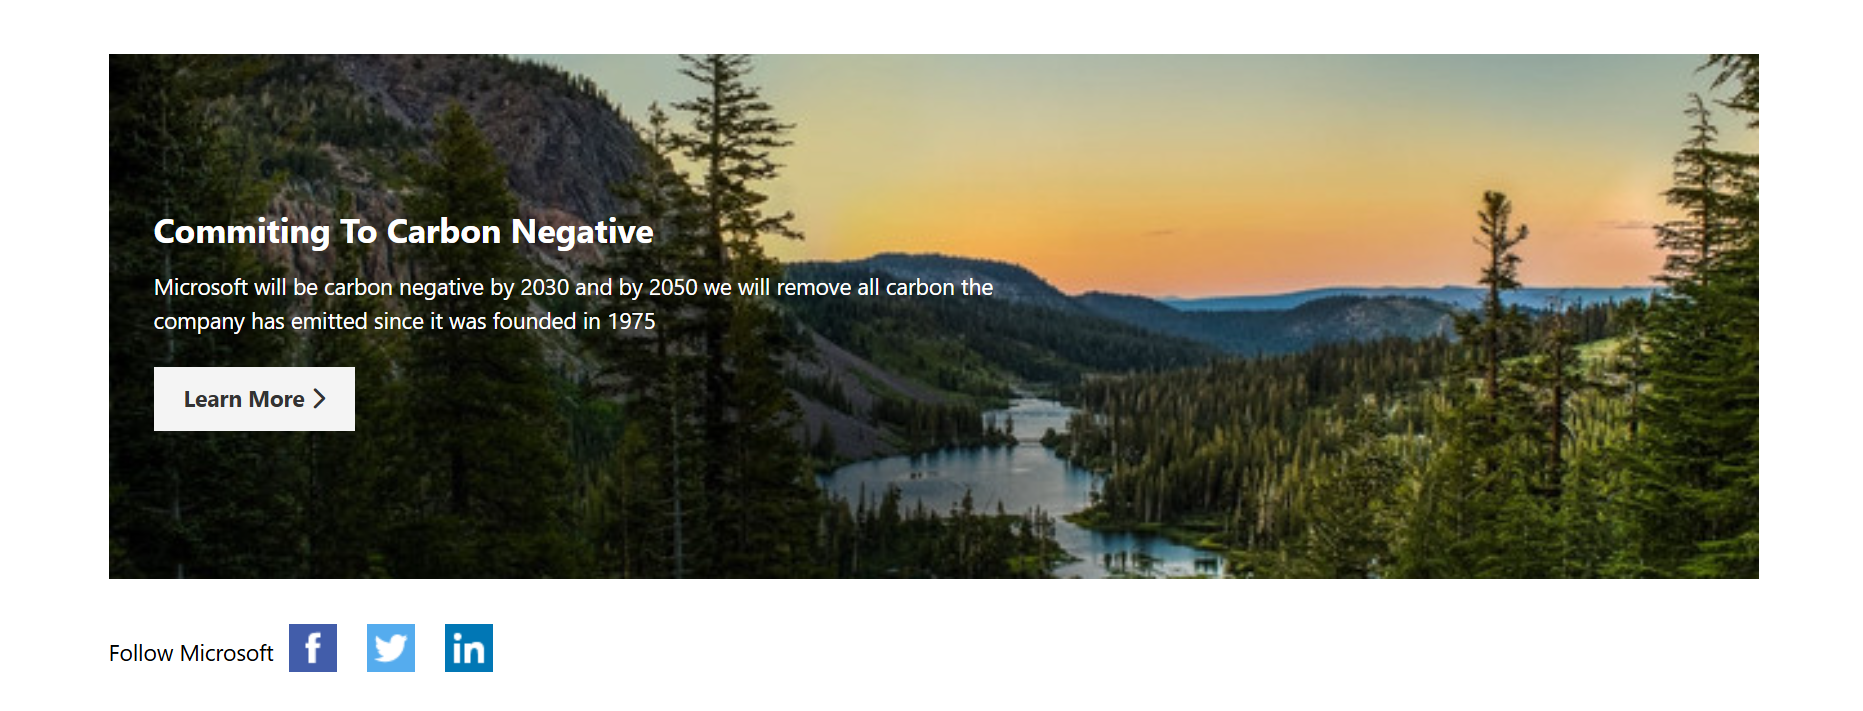 Commiting To Carbon Negative
Microsoft will be carbon negative by 2030 and by 2050 we will remove all carbon the
company has emitted since it was founded in 1975
Learn More
Follow Microsoft